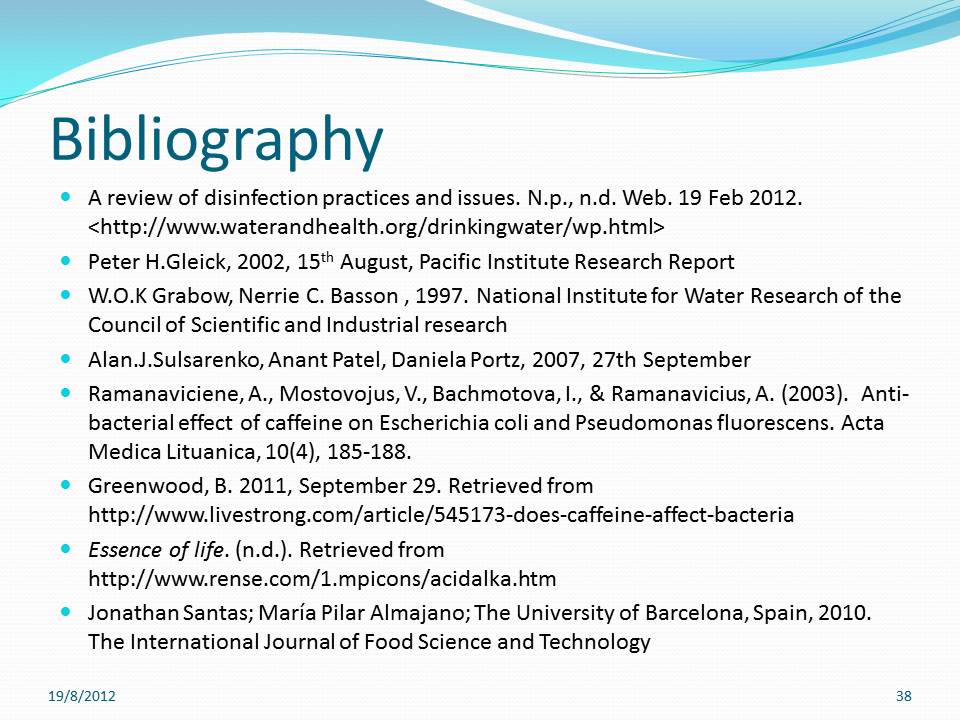 Bibliography
A review of disinfection practices and issues. N.p., n.d. Web. 19 Feb 2012.
<http://www.waterandhealth.org/drinkingwater/wp.html>
Peter H.Gleick, 2002, 15th August, Pacific Institute Research Report
W.O.K Grabow, Nerrie C. Basson , 1997. National Institute for Water Research of the
Council of Scientific and Industrial research
Alan.J.Sulsarenko, Anant Patel, Daniela Portz, 2007, 27th September
Ramanaviciene, A., Mostovojus, V., Bachmotova, I., & Ramanavicius, A. (2003). Anti-
bacterial effect of caffeine on Escherichia coli and Pseudomonas fluorescens. Acta
Medica Lituanica, 10(4), 185-188.
Greenwood, B. 2011, September 29. Retrieved from
http://www.livestrong.com/article/545173-does-caffeine-affect-bacteria
Essence of life. (n.d.). Retrieved from
http://www.rense.com/1.mpicons/acidalka.htm
Jonathan Santas; María Pilar Almajano; The University of Barcelona, Spain, 2010.
The International Journal of Food Science and Technology
19/8/2012
38